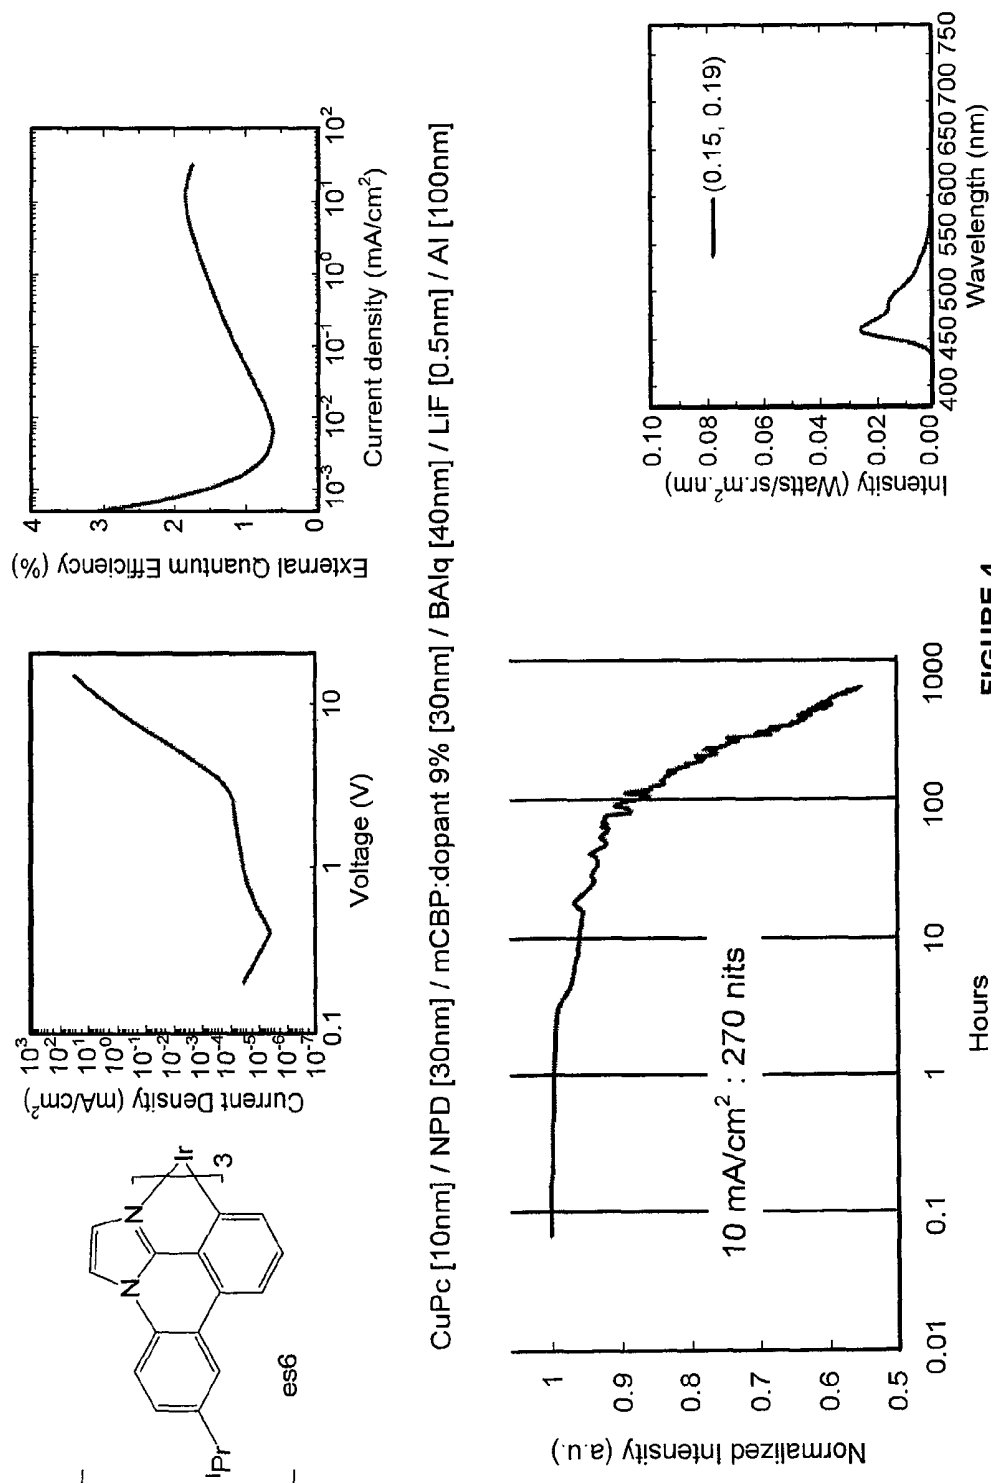 N
N
Ir
3
iPr
es6
Current Density (mA/cm²)
10³
10²
10¹
10⁰
10⁻¹
10⁻²
10⁻³
10⁻⁴
10⁻⁵
10⁻⁶
10⁻⁷
0.1
1
10
Voltage (V)
External Quantum Efficiency (%)
4
3
2
1
0
10⁻³
10⁻²
10⁻¹
10⁰
10¹
10²
Current density (mA/cm²)
CuPc [10nm] / NPD [30nm] / mCBP:dopant 9% [30nm] / BAlq [40nm] / LiF [0.5nm] / Al [100nm]
Normalized Intensity (a.u.)
1
0.9
0.8
0.7
0.6
0.5
10 mA/cm² : 270 nits
0.01
0.1
1
10
100
1000
Hours
Intensity (Watts/sr.m².nm)
0.10
0.08
0.06
0.04
0.02
0.00
(0.15, 0.19)
400 450 500 550 600 650 700 750
Wavelength (nm)
FIGURE 4